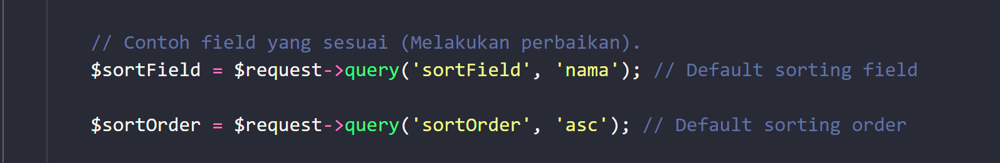 // Contoh field yang sesuai (Melakukan perbaikan).
$sortField = $request->query('sortField', 'nama'); // Default sorting field
$sortOrder = $request->query('sortOrder', 'asc'); // Default sorting order